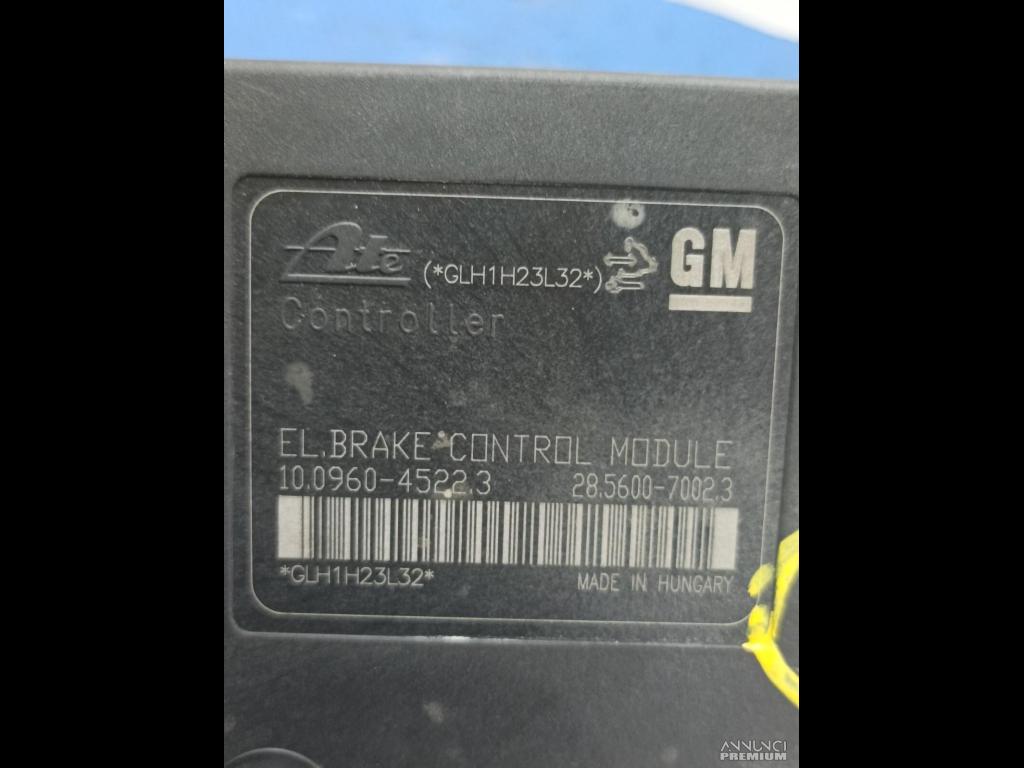 Ate
(*GLH1H23L32*)
GM
Controller
EL.BRAKE CONTROL MODULE
10.0960-4522.3 28.5600-7002.3
*GLH1H23L32*
MADE IN HUNGARY
ANNUNCI
PREMIUM